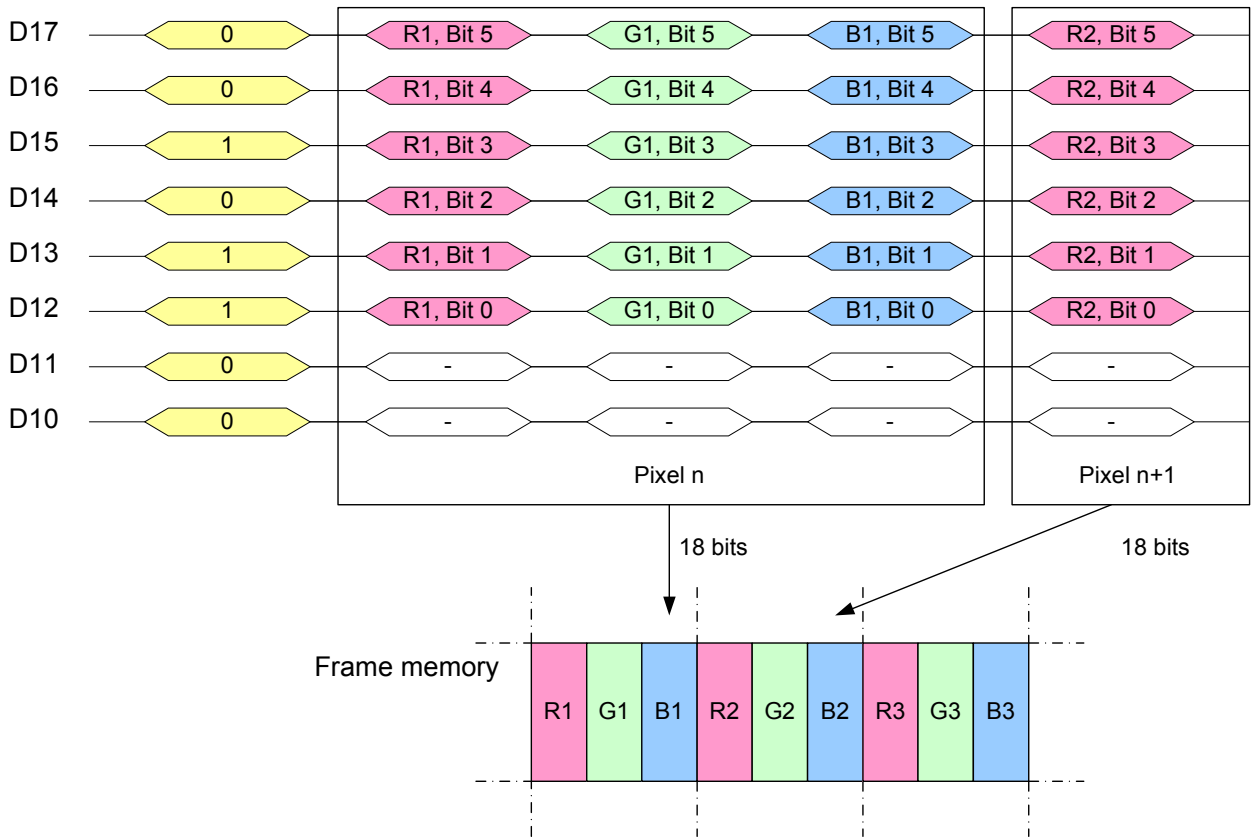 D17 0 R1, Bit 5 G1, Bit 5 B1, Bit 5 R2, Bit 5
D16 0 R1, Bit 4 G1, Bit 4 B1, Bit 4 R2, Bit 4
D15 1 R1, Bit 3 G1, Bit 3 B1, Bit 3 R2, Bit 3
D14 0 R1, Bit 2 G1, Bit 2 B1, Bit 2 R2, Bit 2
D13 1 R1, Bit 1 G1, Bit 1 B1, Bit 1 R2, Bit 1
D12 1 R1, Bit 0 G1, Bit 0 B1, Bit 0 R2, Bit 0
D11 0 - - - -
D10 0 - - - -
Pixel n Pixel n+1
18 bits 18 bits
Frame memory
R1 G1 B1 R2 G2 B2 R3 G3 B3